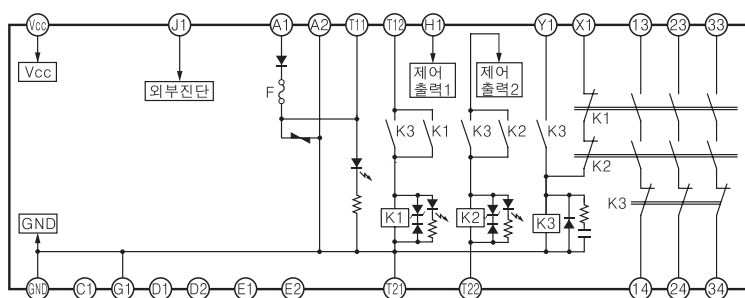 Vcc J1 A1 A2 T11 T12 H1 Y1 X1 13 23 33
Vcc
외부진단
F
제어
출력1
제어
출력2
K3 K1 K3 K2 K3
K1
K2
K3
GND
K1 K2 K3
GND C1 G1 D1 D2 E1 E2 T21 T22 14 24 34